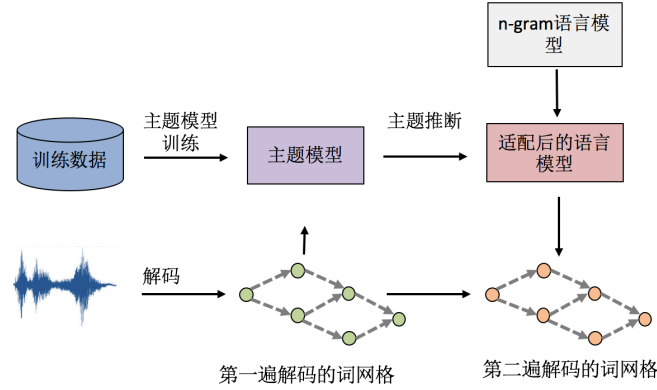 n-gram语言模
型
主题模型
训练
主题推断
训练数据
主题模型
适配后的语言
模型
解码
第一遍解码的词网格
第二遍解码的词网格